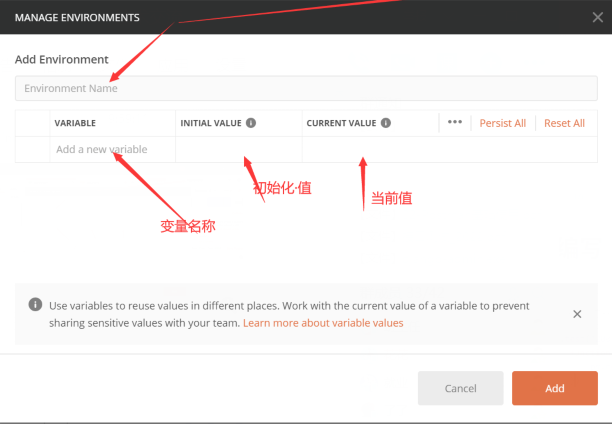 MANAGE ENVIRONMENTS
Add Environment
Environment Name
VARIABLE INITIAL VALUE CURRENT VALUE ••• Persist All Reset All
Add a new variable
初始化·值
当前值
变量名称
Use variables to reuse values in different places. Work with the current value of a variable to prevent
sharing sensitive values with your team. Learn more about variable values
Cancel Add